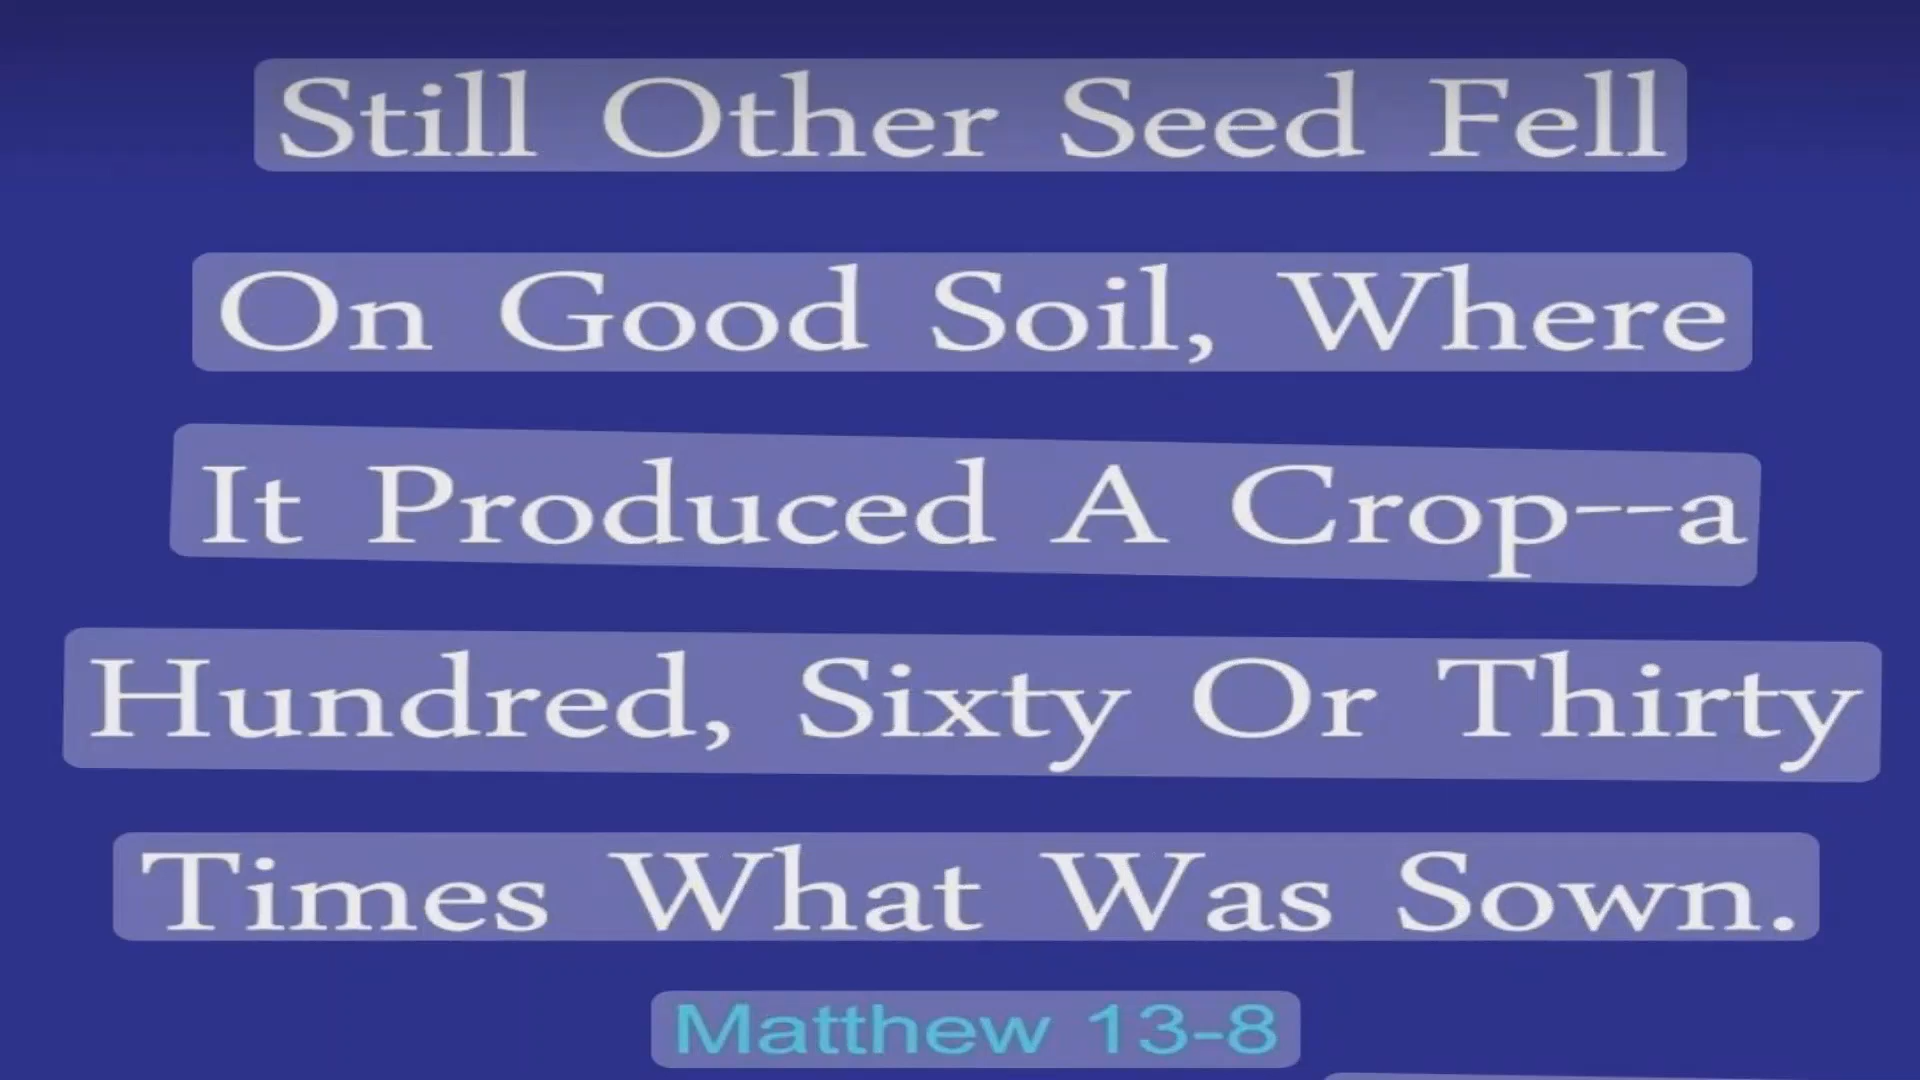 Still Other Seed Fell
On Good Soil, Where
It Produced A Crop--a
Hundred, Sixty Or Thirty
Times What Was Sown.
Matthew 13-8